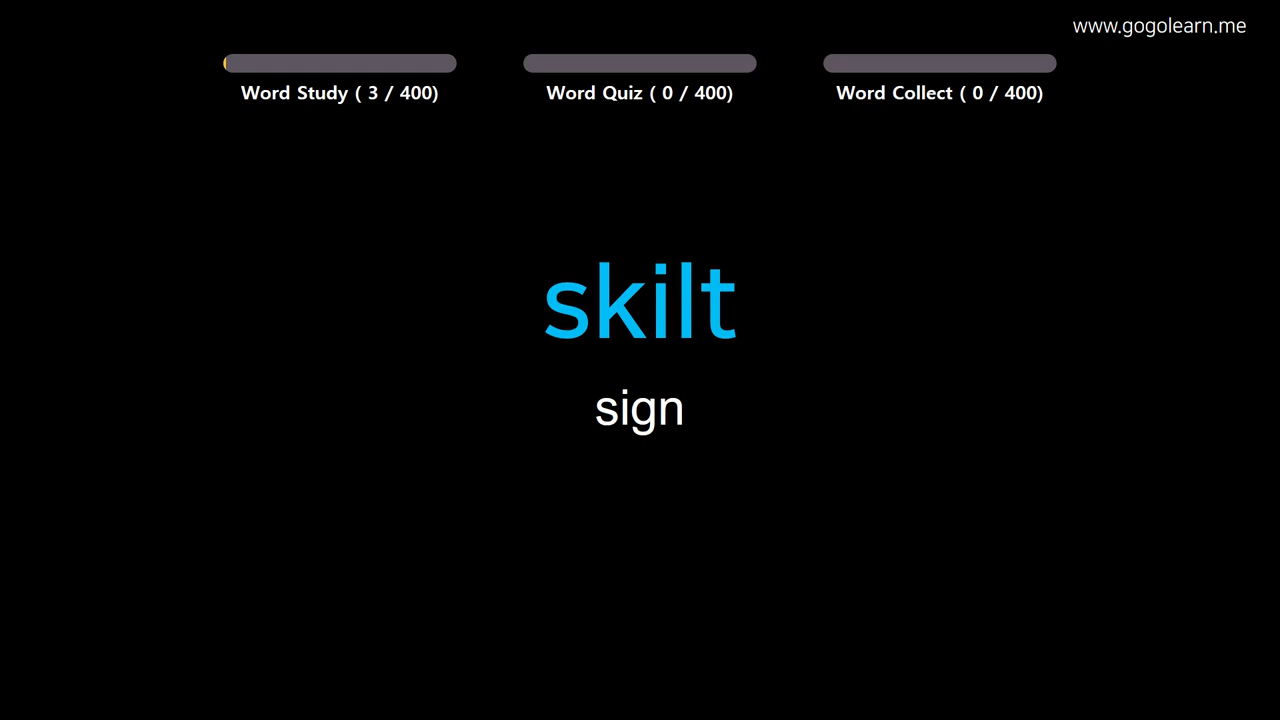 www.gogolearn.me
Word Study ( 3 / 400)
Word Quiz ( 0 / 400)
Word Collect ( 0 / 400)
skilt
sign